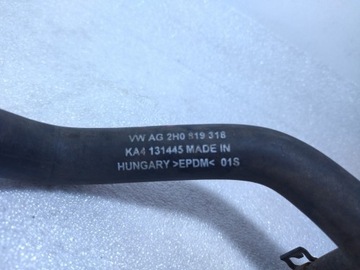 VW AG 2H0 819 318
KA4 131445 MADE IN
HUNGARY >EPDM< 01S